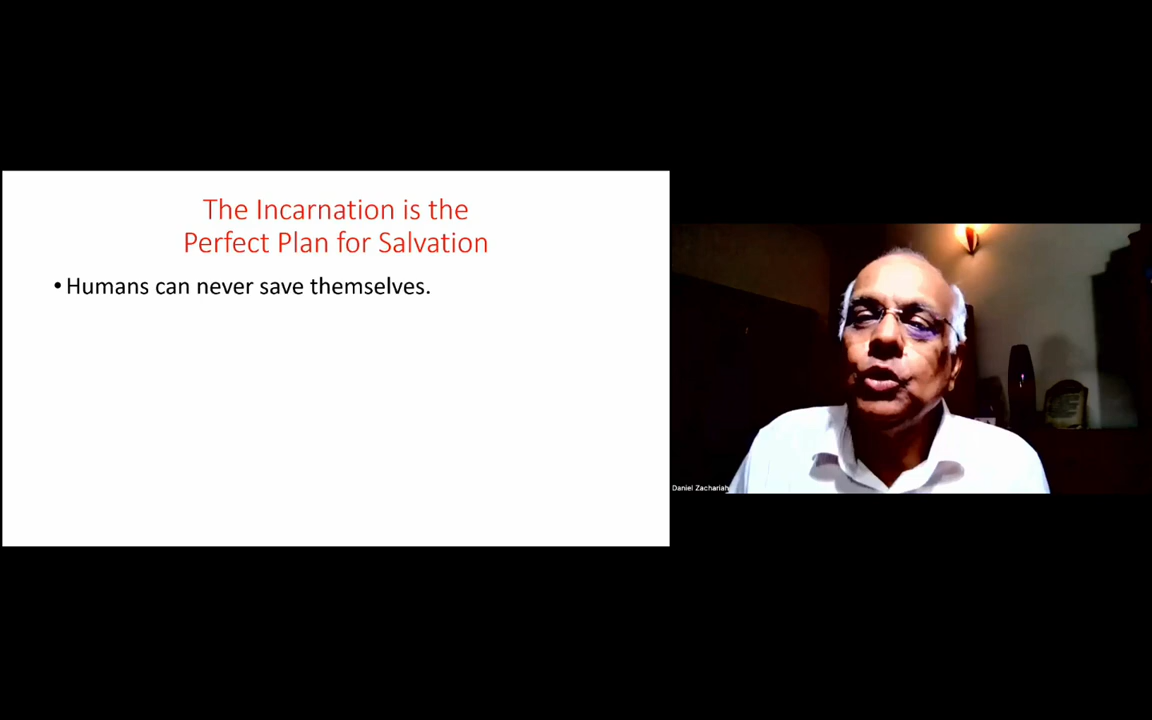 The Incarnation is the
Perfect Plan for Salvation
• Humans can never save themselves.
Daniel Zachariah